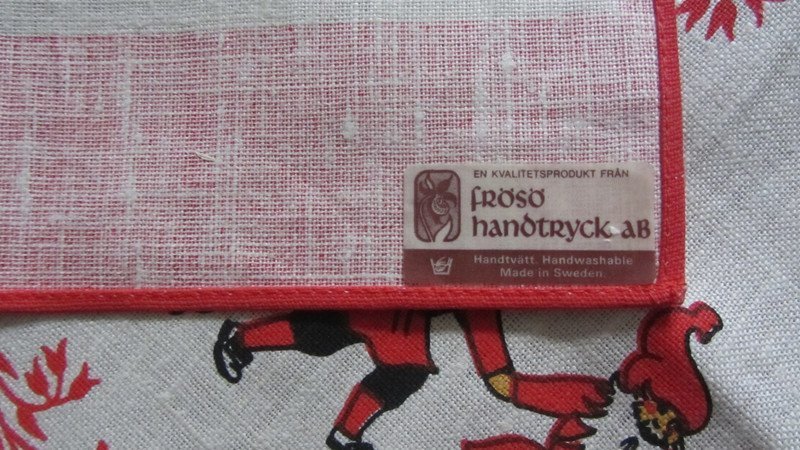 EN KVALITETSPRODUKT FRÅN
frösö
handtryck AB
Handtvätt. Handwashable
Made in Sweden.